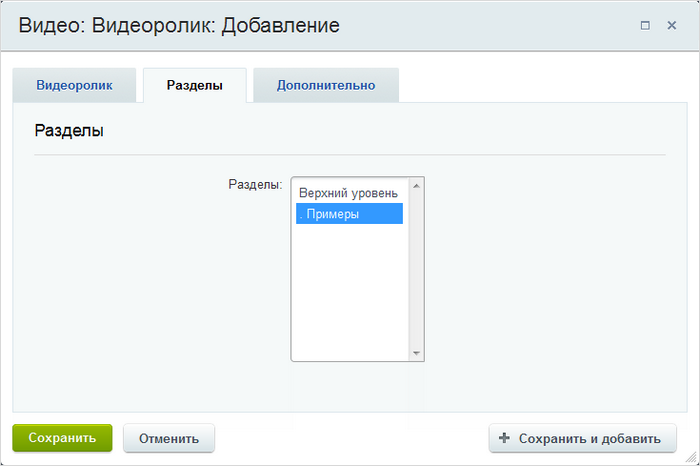 Видео: Видеоролик: Добавление
Видеоролик Разделы Дополнительно
Разделы
Разделы:
Верхний уровень
. Примеры
Сохранить Отменить Сохранить и добавить